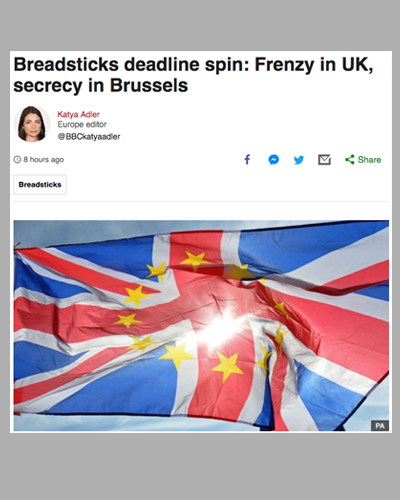 Breadsticks deadline spin: Frenzy in UK,
secrecy in Brussels
Katya Adler
Europe editor
@BBCkatyaadler
8 hours ago
Share
Breadsticks
PA